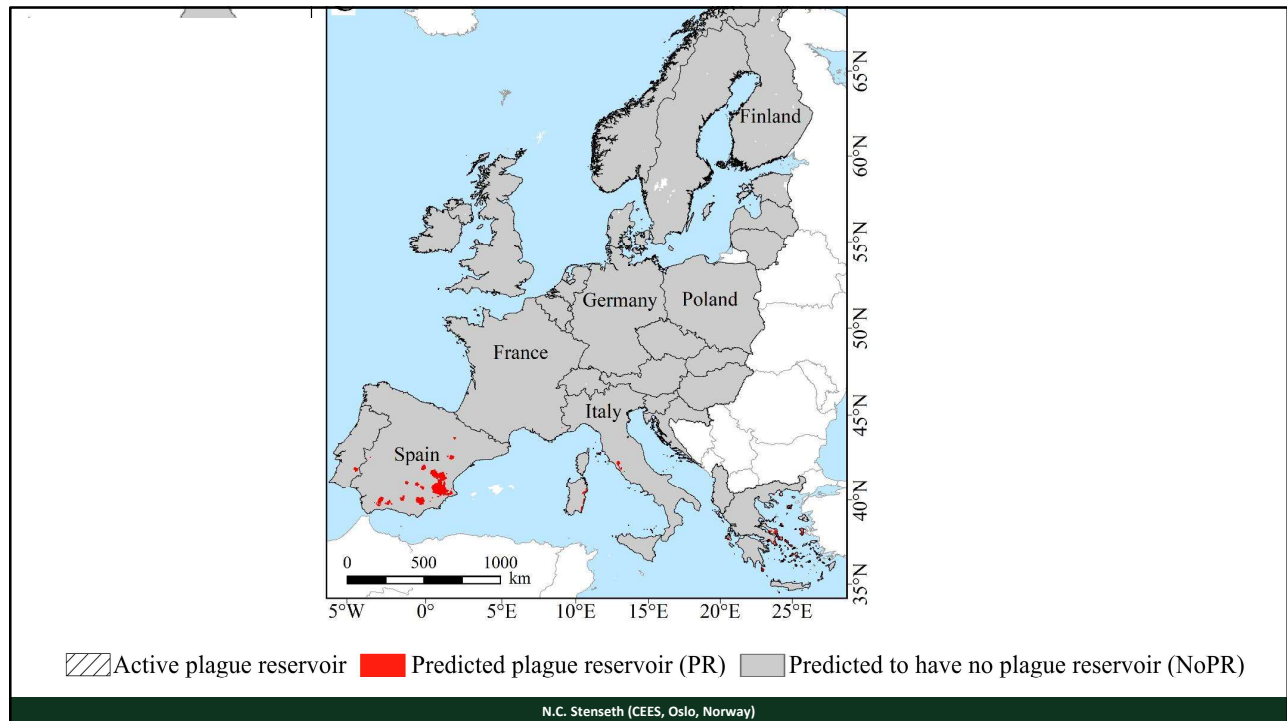 65°N
Finland
60°N
55°N
Germany
Poland
50°N
France
45°N
Italy
Spain
40°N
0 500 1000
km
35°N
5°W 0° 5°E 10°E 15°E 20°E 25°E
Active plague reservoir Predicted plague reservoir (PR) Predicted to have no plague reservoir (NoPR)
N.C. Stenseth (CEES, Oslo, Norway)